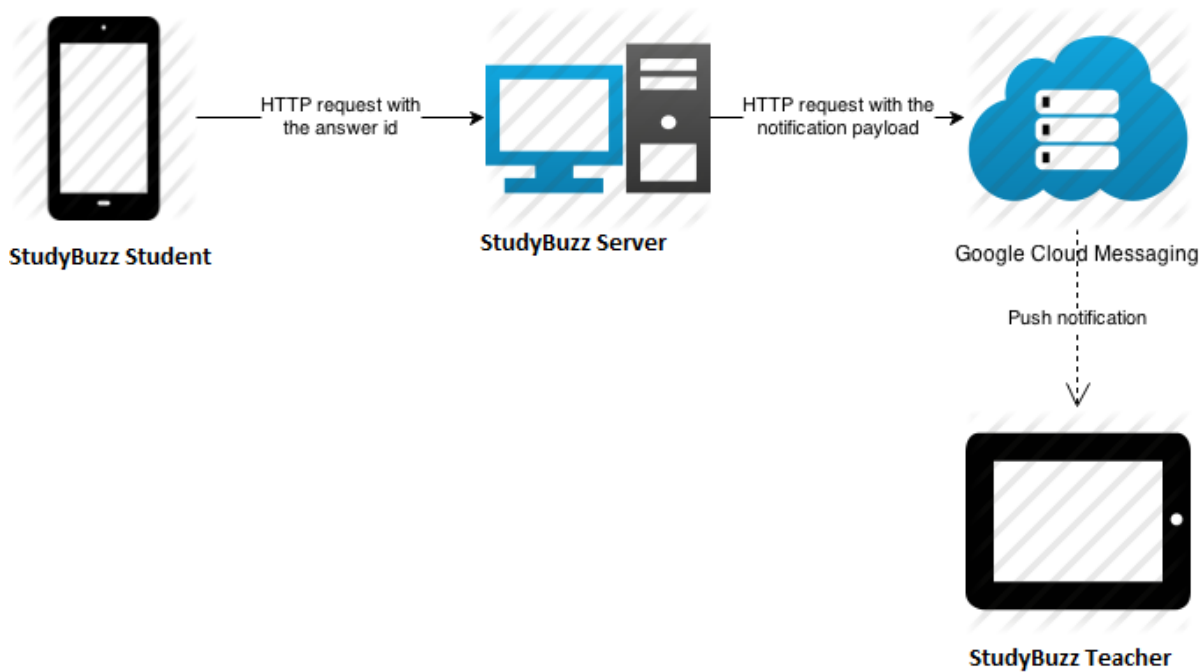 HTTP request with
the answer id
HTTP request with the
notification payload
StudyBuzz Student
StudyBuzz Server
Google Cloud Messaging
Push notification
StudyBuzz Teacher